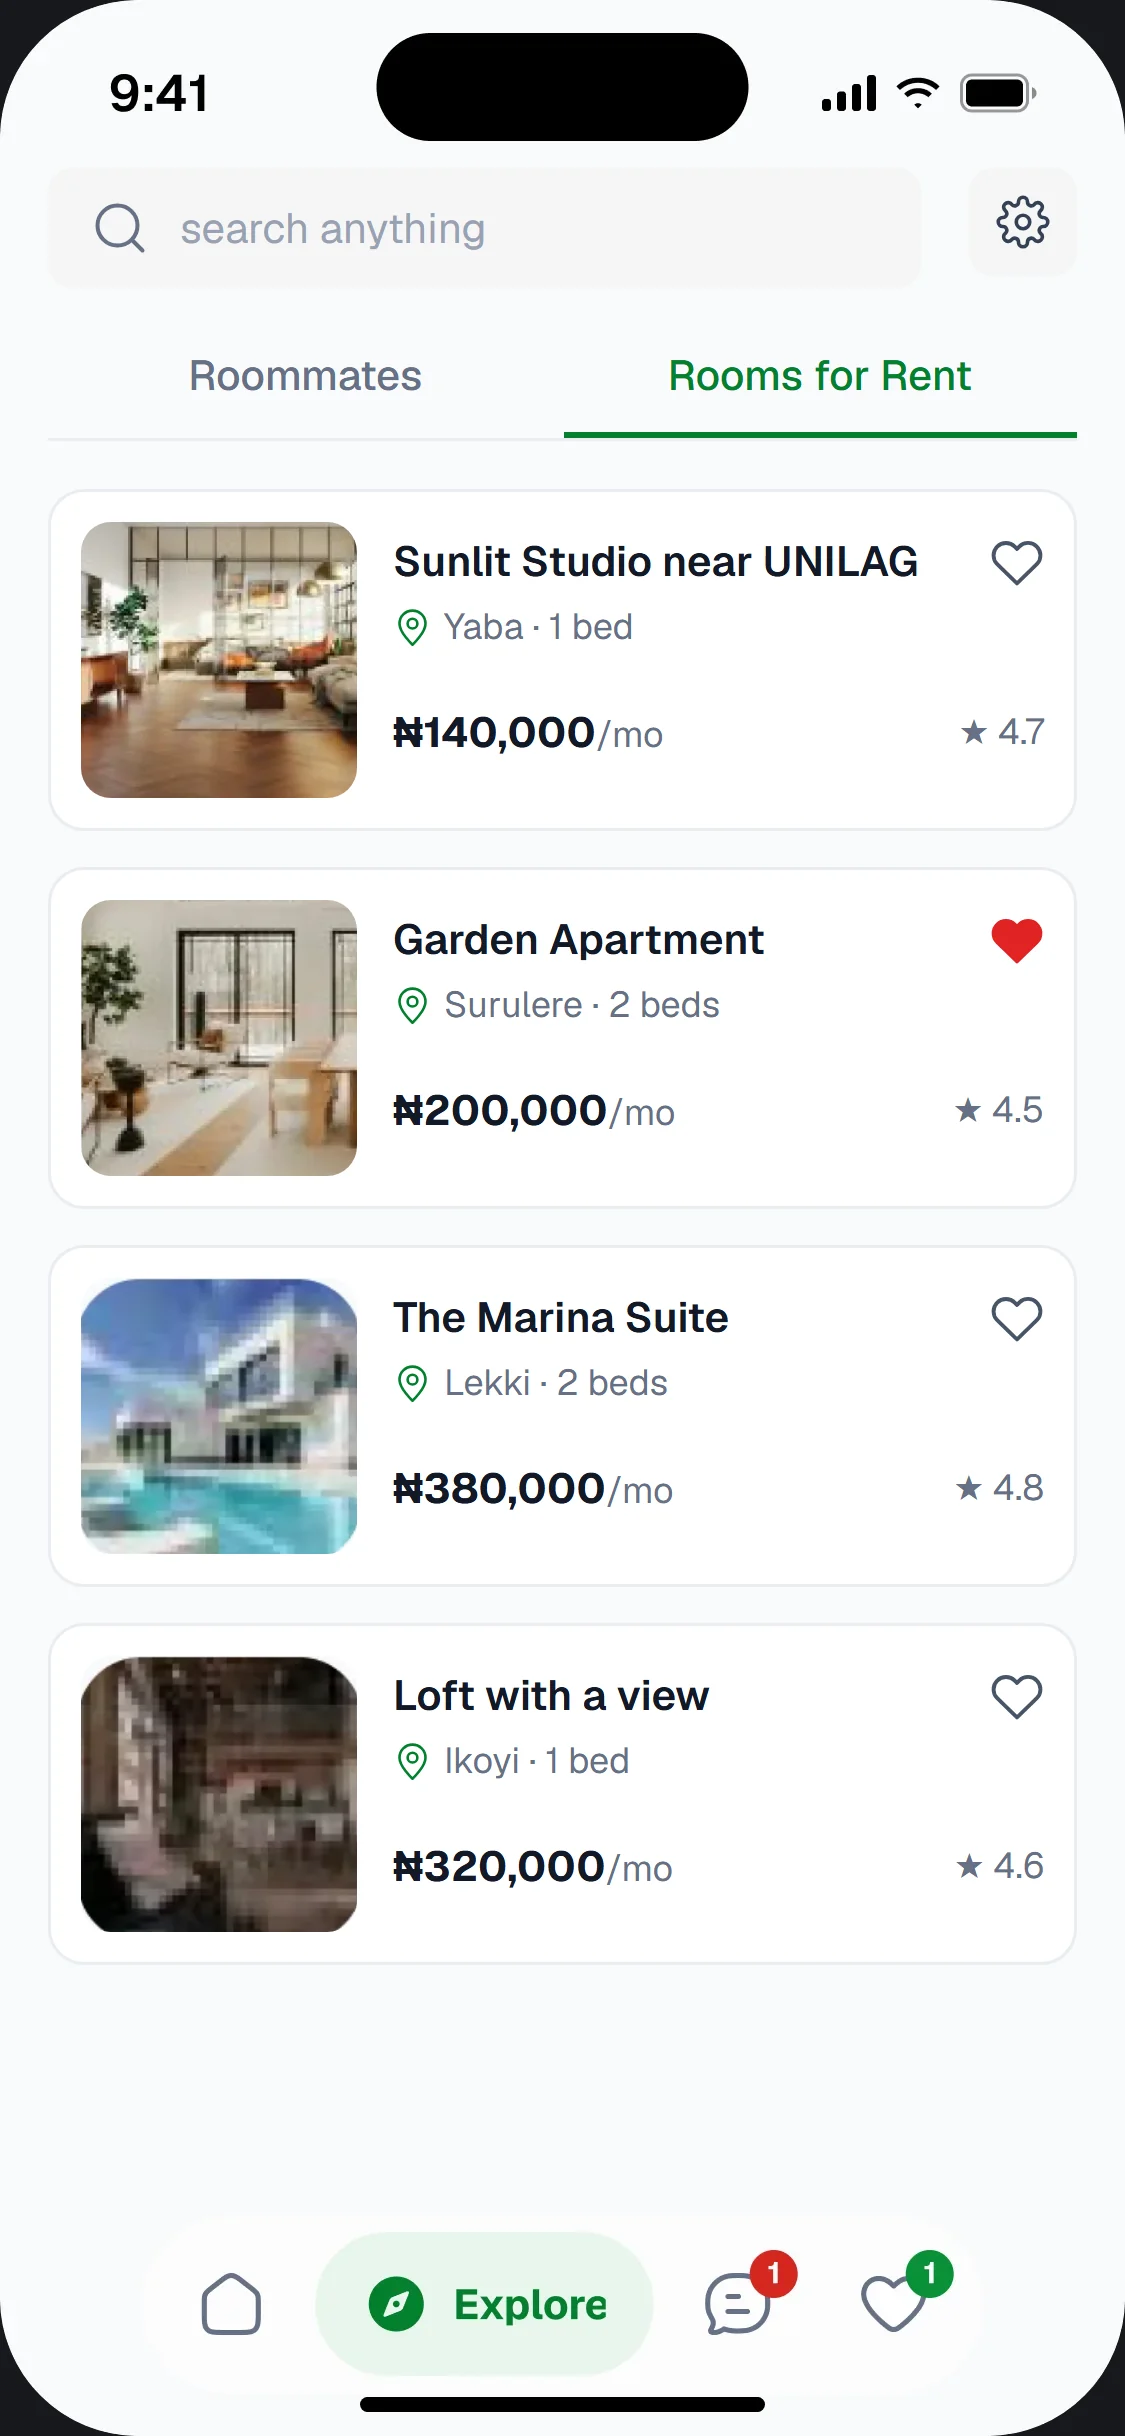 9:41
search anything
Roommates
Rooms for Rent
Sunlit Studio near UNILAG
Yaba · 1 bed
₦140,000/mo
★ 4.7
Garden Apartment
Surulere · 2 beds
₦200,000/mo
★ 4.5
The Marina Suite
Lekki · 2 beds
₦380,000/mo
★ 4.8
Loft with a view
Ikoyi · 1 bed
₦320,000/mo
★ 4.6
Explore
1
1